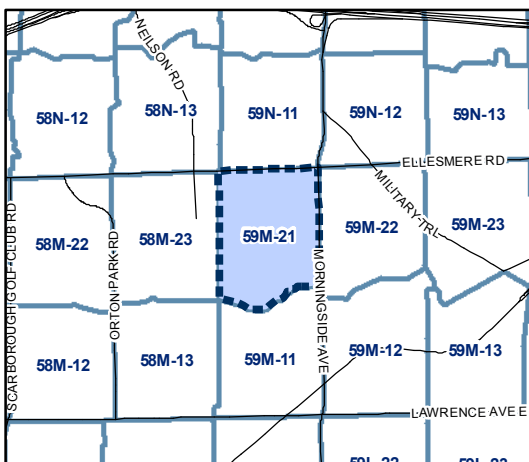 NEILSON RD
58N-12
58N-13
59N-11
59N-12
59N-13
ELLESMERE RD
MILITARY TRL
58M-22
58M-23
59M-21
59M-22
59M-23
SCARBOROUGH GOLF CLUB RD
ORTON PARK RD
MORNINGSIDE AVE
58M-12
58M-13
59M-11
59M-12
59M-13
LAWRENCE AVE E